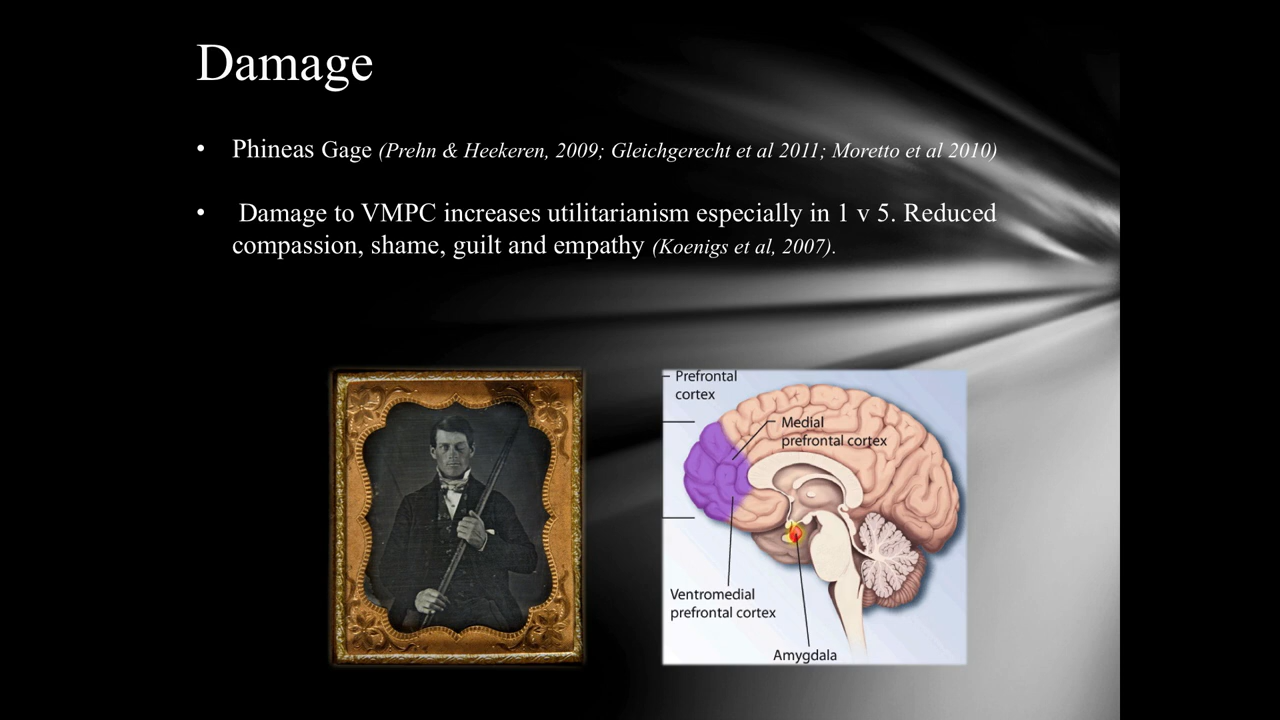 Damage
• Phineas Gage (Prehn & Heekeren, 2009; Gleichgerecht et al 2011; Moretto et al 2010)
• Damage to VMPC increases utilitarianism especially in 1 v 5. Reduced
compassion, shame, guilt and empathy (Koenigs et al, 2007).
Prefrontal
cortex
Medial
prefrontal cortex
Ventromedial
prefrontal cortex
Amygdala